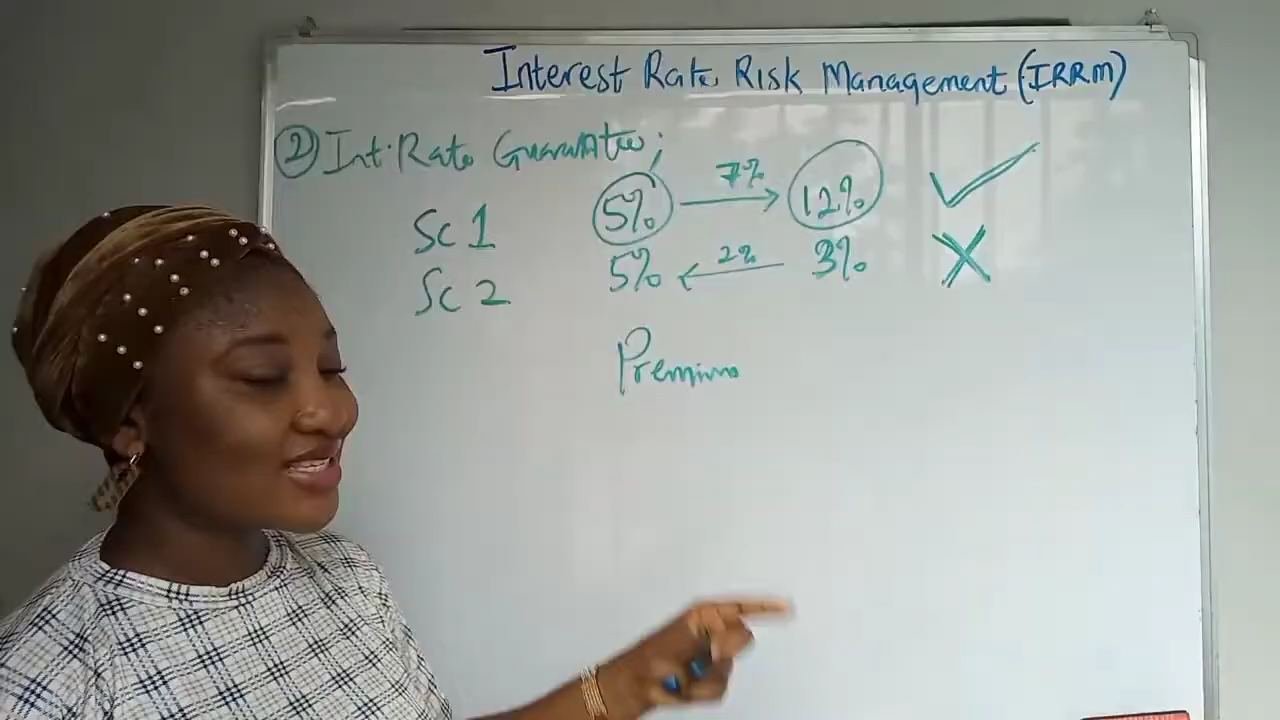 Interest Rate Risk Management (IRRM)
② Int. Rate Guarantee;
Sc 1 5% 7% → 12% ✓
Sc 2 5% ← 2% 3% X
Premium